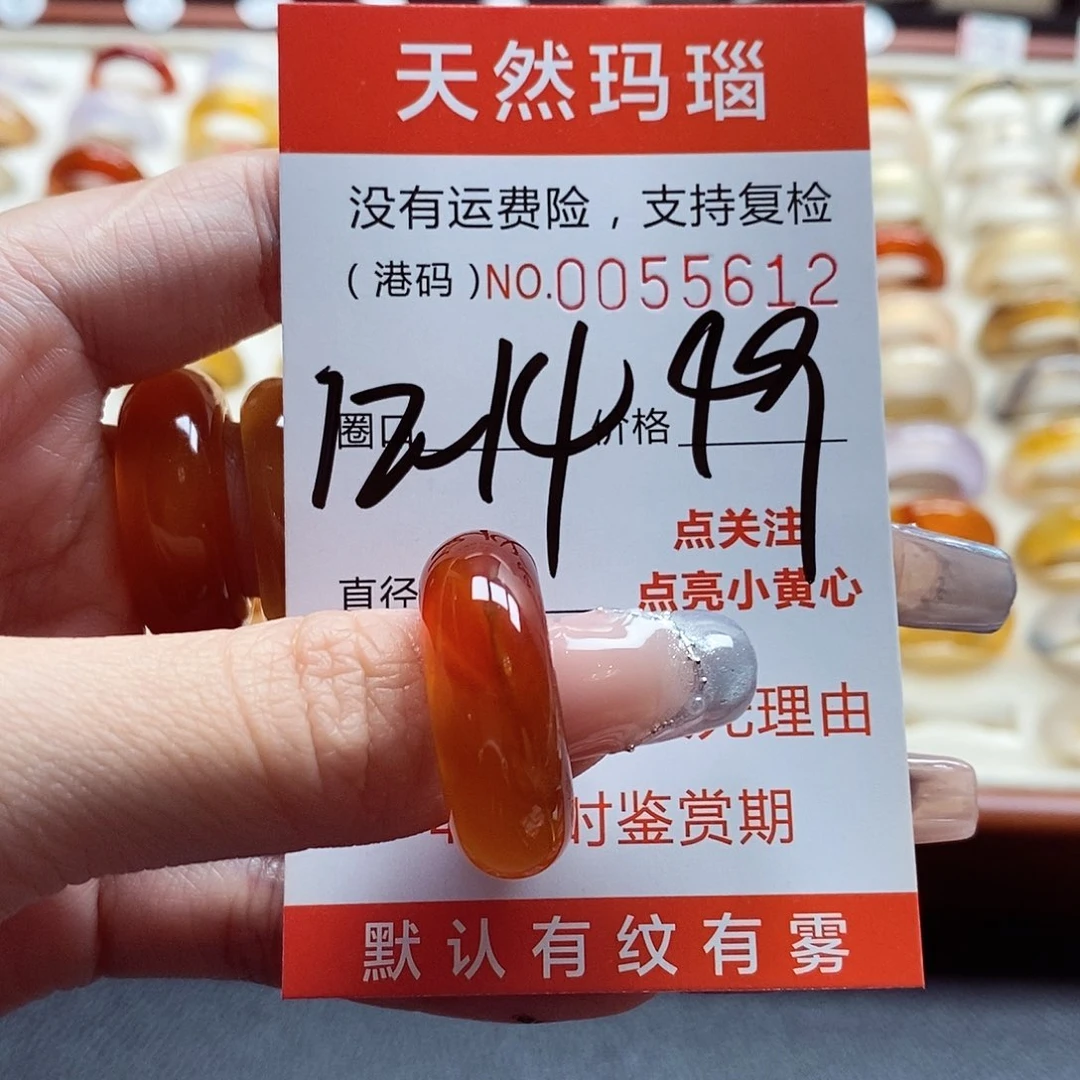 天然玛瑙
没有运费险，支持复检
（港码）NO.0055612
圈口 12-14 价格 49
点关注
直径
点亮小黄心
理由
时鉴赏期
默认有纹有雾